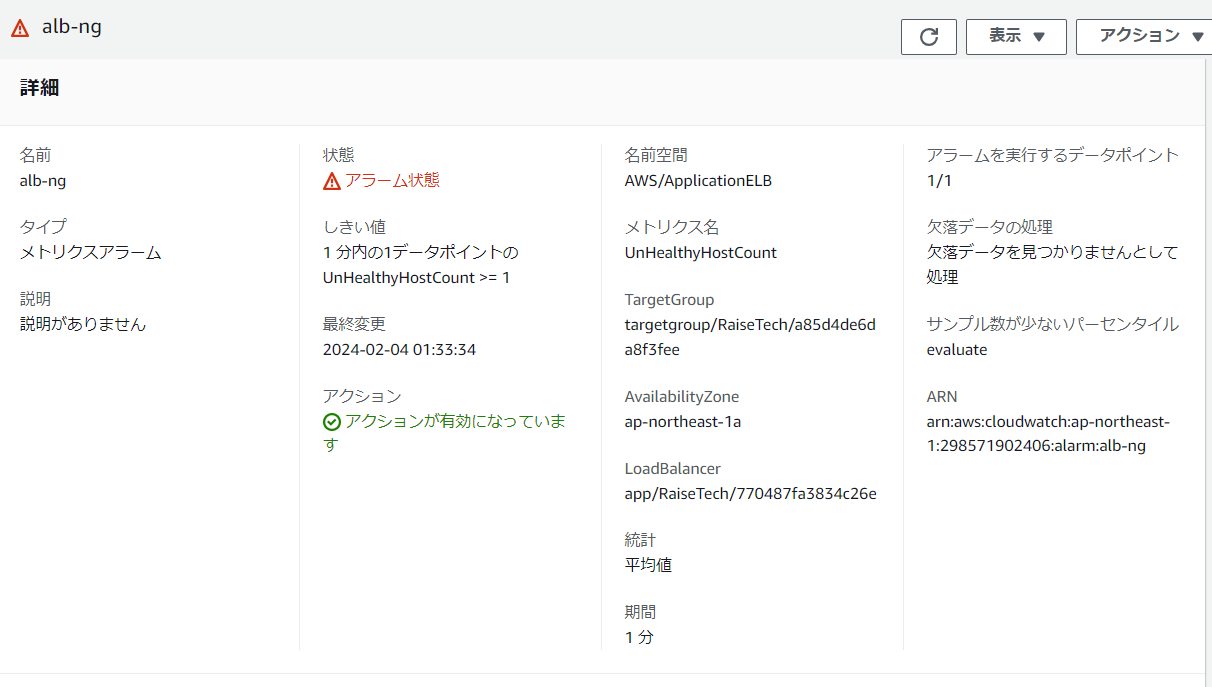 alb-ng
表示
アクション
詳細
名前
alb-ng
タイプ
メトリクスアラーム
説明
説明がありません
状態
アラーム状態
しきい値
1 分内の1データポイントの
UnHealthyHostCount >= 1
最終変更
2024-02-04 01:33:34
アクション
アクションが有効になっていま
す
名前空間
AWS/ApplicationELB
メトリクス名
UnHealthyHostCount
TargetGroup
targetgroup/RaiseTech/a85d4de6d
a8f3fee
AvailabilityZone
ap-northeast-1a
LoadBalancer
app/RaiseTech/770487fa3834c26e
統計
平均値
期間
1 分
アラームを実行するデータポイント
1/1
欠落データの処理
欠落データを見つかりませんとして
処理
サンプル数が少ないパーセンタイル
evaluate
ARN
arn:aws:cloudwatch:ap-northeast-
1:298571902406:alarm:alb-ng